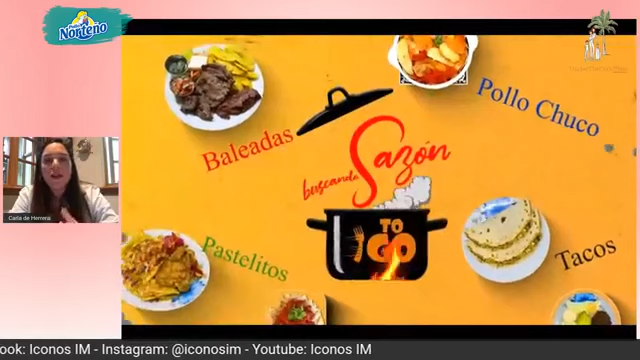 Norteño
Pollo Chuco
Baleadas
buscando
Sazón
TO
GO
Pastelitos
Tacos
Carla de Herrera
ook: Iconos IM - Instagram: @iconosim - Youtube: Iconos IM